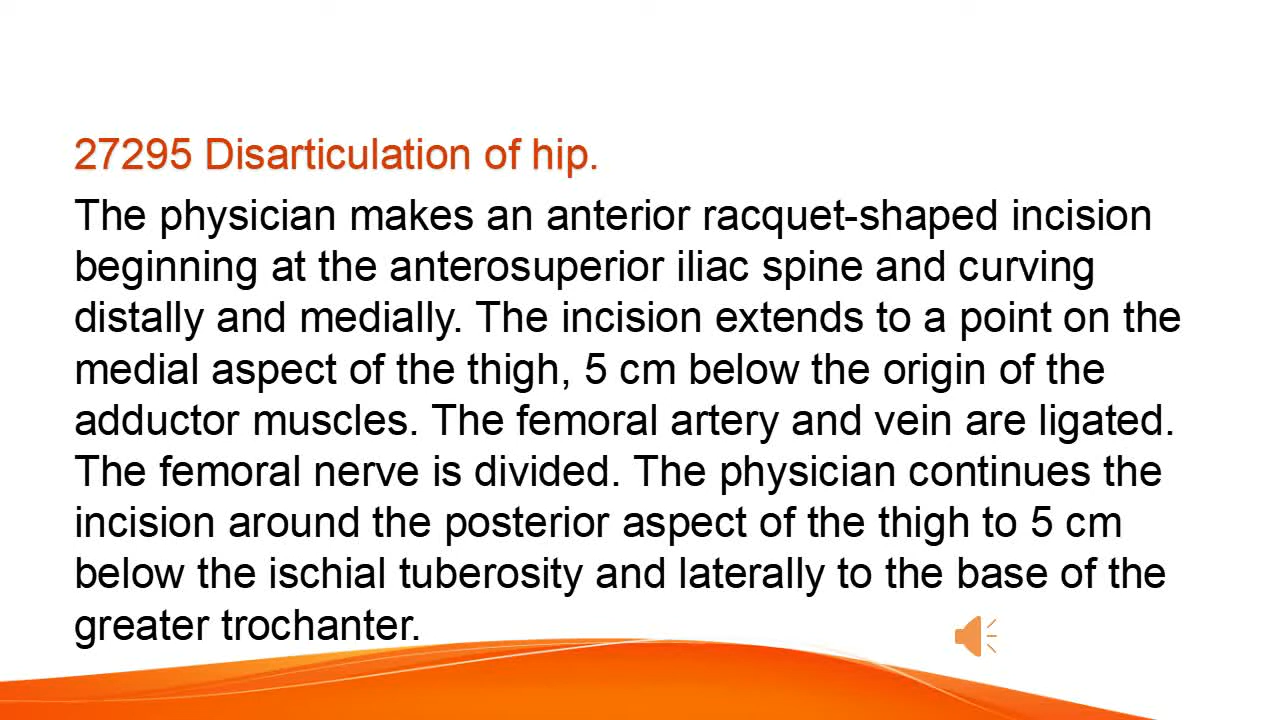 27295 Disarticulation of hip.
The physician makes an anterior racquet-shaped incision
beginning at the anterosuperior iliac spine and curving
distally and medially. The incision extends to a point on the
medial aspect of the thigh, 5 cm below the origin of the
adductor muscles. The femoral artery and vein are ligated.
The femoral nerve is divided. The physician continues the
incision around the posterior aspect of the thigh to 5 cm
below the ischial tuberosity and laterally to the base of the
greater trochanter.